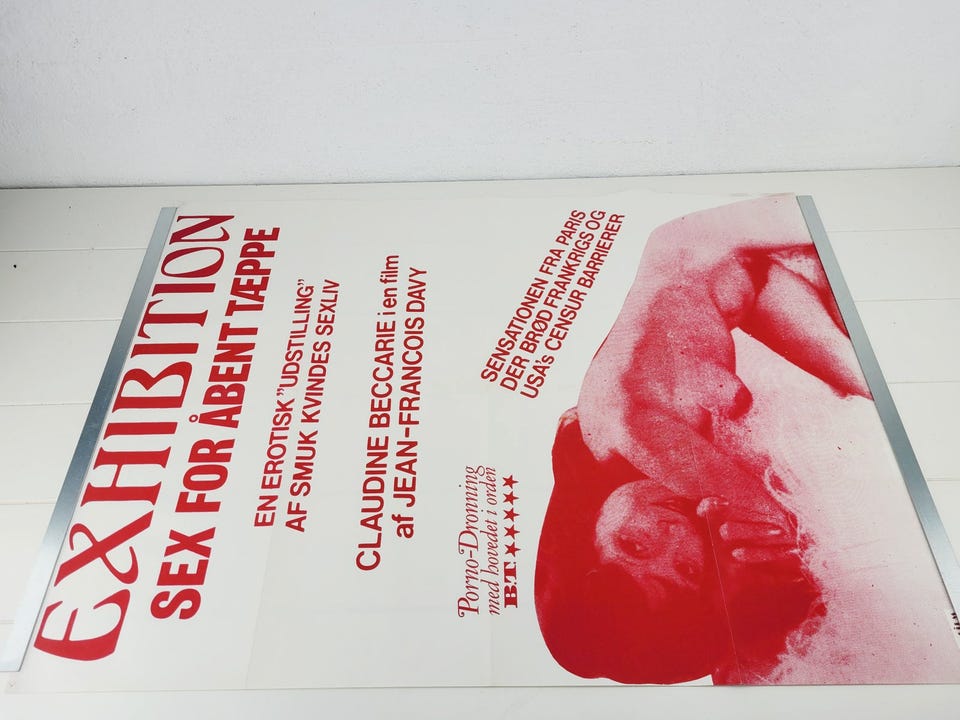 EXHIBITION
SEX FOR ÅBENT TÆPPE
EN EROTISK "UDSTILLING"
AF SMUK KVINDES SEXLIV
CLAUDINE BECCARIE i en film
af JEAN-FRANCOIS DAVY
SENSATIONEN FRA PARIS
DER BRØD FRANKRIGS OG
USA's CENSUR BARRIERER
Porno-Dronning
med hovedet i orden
B.T. ★★★★★★